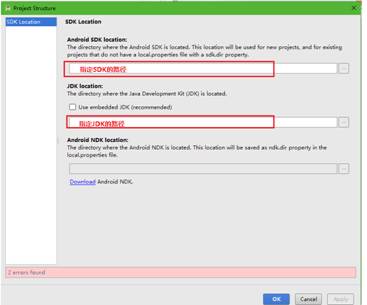 Project Structure
SDK Location
SDK Location
Android SDK location:
The directory where the Android SDK is located. This location will be used for new projects, and for existing
projects that do not have a local.properties file with a sdk.dir property.
指定SDK的路径
JDK location:
The directory where the Java Development Kit (JDK) is located.
Use embedded JDK (recommended)
指定JDK的路径
Android NDK location:
The directory where the Android NDK is located. This location will be saved as ndk.dir property in the
local.properties file.
Download Android NDK.
2 errors found
OK
Cancel
Apply